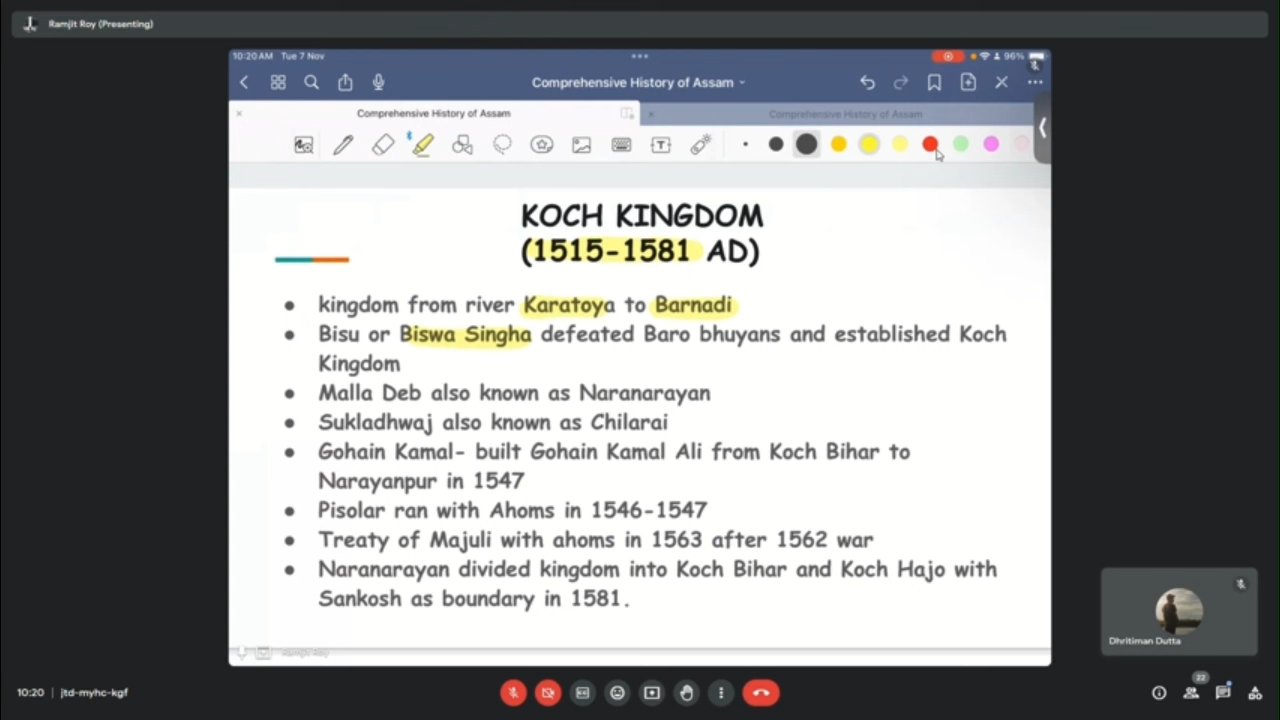 Ramjit Roy (Presenting)
10:20 AM Tue 7 Nov
96%
Comprehensive History of Assam
Comprehensive History of Assam
Comprehensive History of Assam
KOCH KINGDOM
(1515-1581 AD)
• kingdom from river Karatoya to Barnadi
• Bisu or Biswa Singha defeated Baro bhuyans and established Koch
Kingdom
• Malla Deb also known as Naranarayan
• Sukladhwaj also known as Chilarai
• Gohain Kamal- built Gohain Kamal Ali from Koch Bihar to
Narayanpur in 1547
• Pisolar ran with Ahoms in 1546-1547
• Treaty of Majuli with ahoms in 1563 after 1562 war
• Naranarayan divided kingdom into Koch Bihar and Koch Hajo with
Sankosh as boundary in 1581.
Ramjit Roy
Dhritiman Dutta
10:20 | jtd-myhc-kgf
22